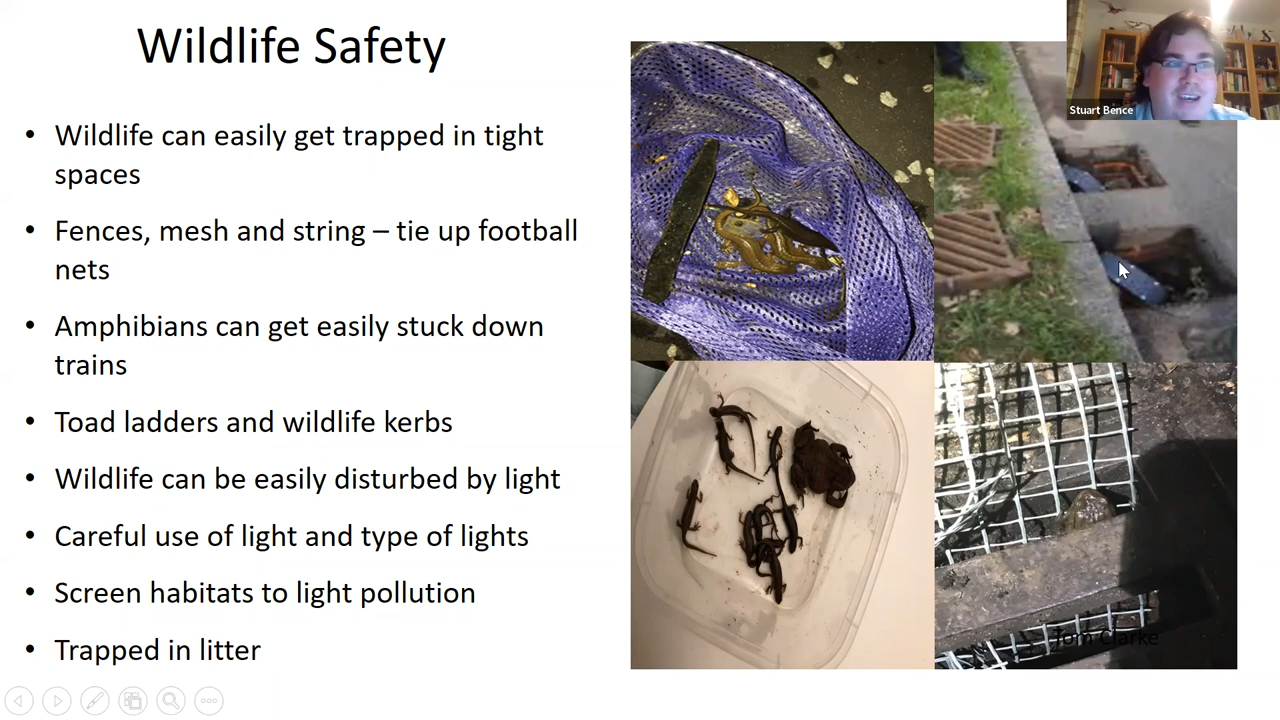 Wildlife Safety
• Wildlife can easily get trapped in tight
spaces
• Fences, mesh and string – tie up football
nets
• Amphibians can get easily stuck down
trains
• Toad ladders and wildlife kerbs
• Wildlife can be easily disturbed by light
• Careful use of light and type of lights
• Screen habitats to light pollution
• Trapped in litter
Stuart Bence
Tom Clarke